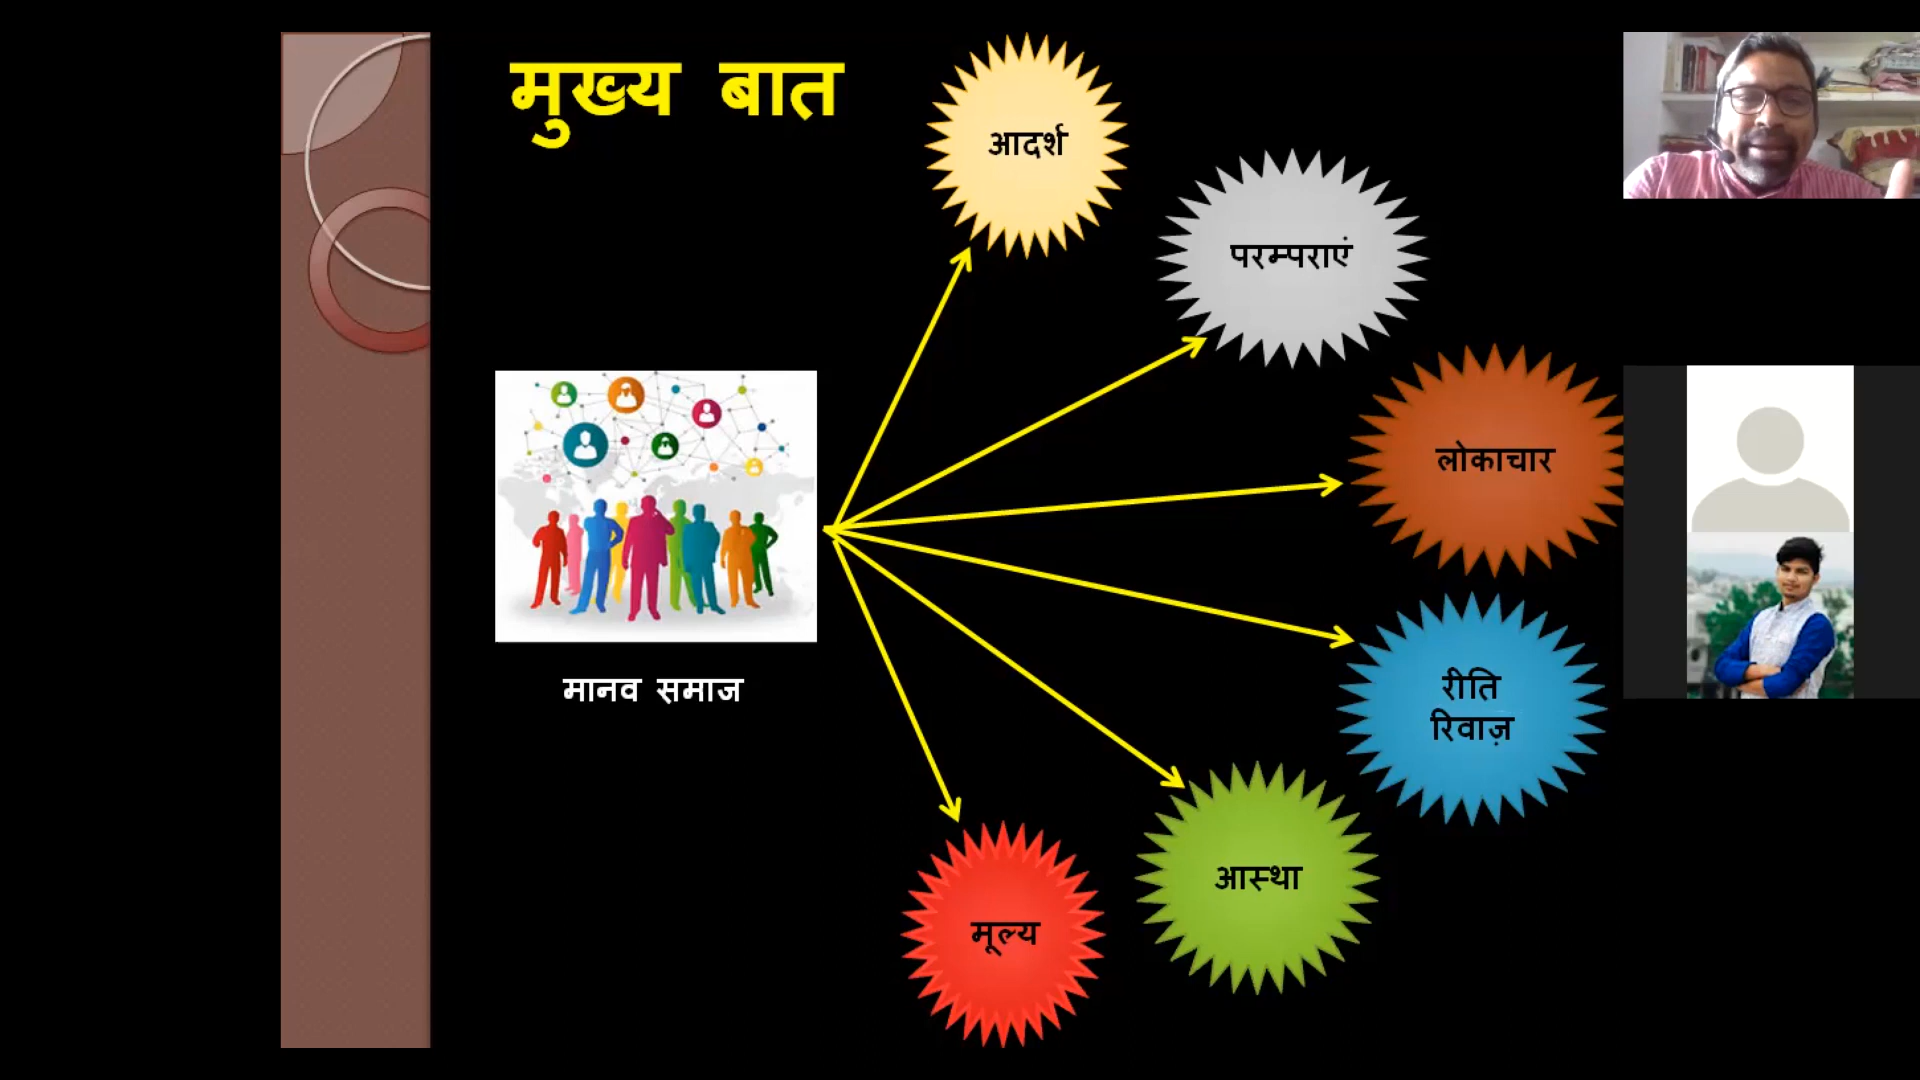 मुख्य बात
आदर्श
परम्पराएं
लोकाचार
रीति
रिवाज़
आस्था
मूल्य
मानव समाज